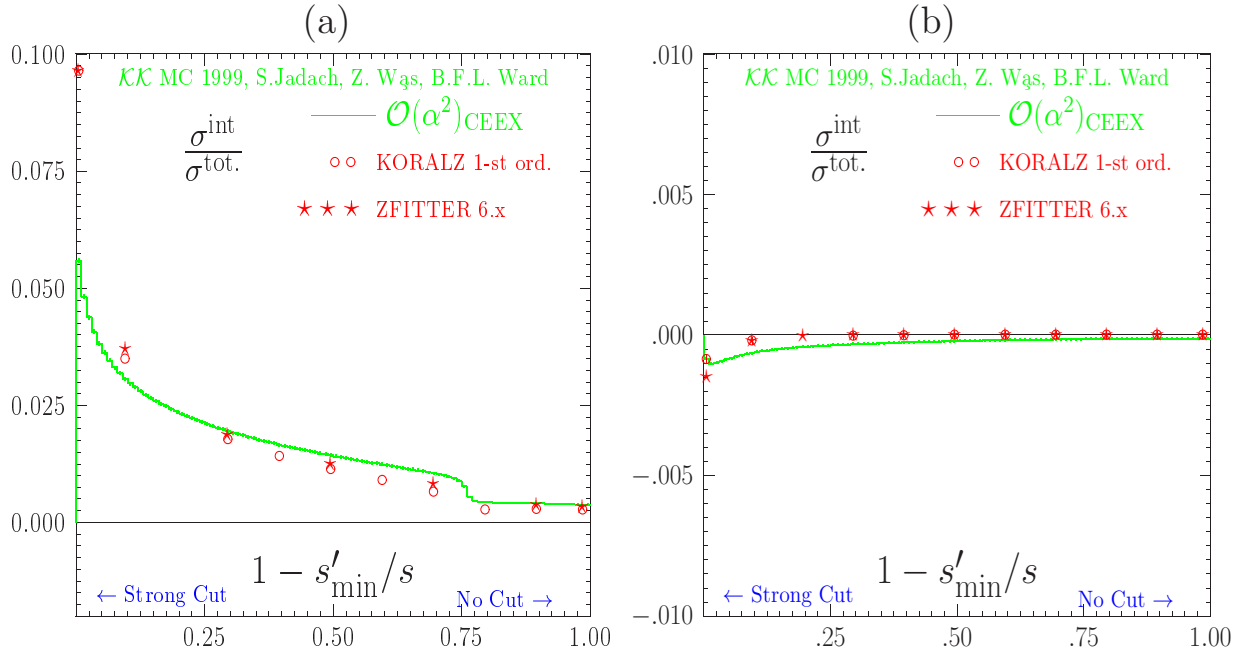 (a)
0.100
0.075
0.050
0.025
0.000
𝒦𝒦 MC 1999, S.Jadach, Z. Wąs, B.F.L. Ward
σ^int / σ^tot.
𝒪(α²)_CEEX
KORALZ 1-st ord.
ZFITTER 6.x
1 − s′_min/s
← Strong Cut
No Cut →
0.25 0.50 0.75 1.00
(b)
.010
.005
.000
−.005
−.010
𝒦𝒦 MC 1999, S.Jadach, Z. Wąs, B.F.L. Ward
σ^int / σ^tot.
𝒪(α²)_CEEX
KORALZ 1-st ord.
ZFITTER 6.x
1 − s′_min/s
← Strong Cut
No Cut →
.25 .50 .75 1.00